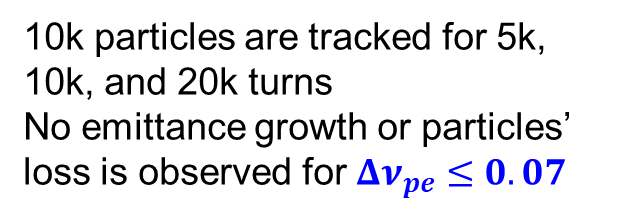 10k particles are tracked for 5k,
10k, and 20k turns
No emittance growth or particles’
loss is observed for Δν_pe ≤ 0.07